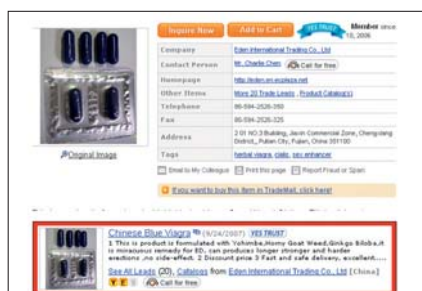 Inquire Now Add to Cart YES TRUST Member since
10, 2006
Company Eden International Trading Co., Ltd
Contact Person Mr. Charlie Chen Call for free
Homepage http://eden.en.ecplaza.net
Other Items More 20 Trade Leads , Product Catalog(s)
Telephone 86-594-2526-350
Fax 86-594-2526-325
Address 2 01 NO.3 Building, Jiaxin Commercial Zone, Chengxiang
District,, Putian City, Fujian, China 351100
Tags herbal viagra, cialis, sex enhancer
Original Image
Email to My Colleague Print this page Report Fraud or Spam
If you want to buy this item in TradeMall, click here!
Chinese Blue Viagra (9/24/2007) YES TRUST
1 This is product is formulated with Yohimbe,Horny Goat Weed,Ginkgo Biloba,it
is miraculous remedy for ED, can produces longer stronger and harder
erections ,no side-effect. 2 Discount price 3 Fast and safe delivery, excellent.....
See All Leads (20), Catalogs from Eden International Trading Co., Ltd [China]
YES Call for free